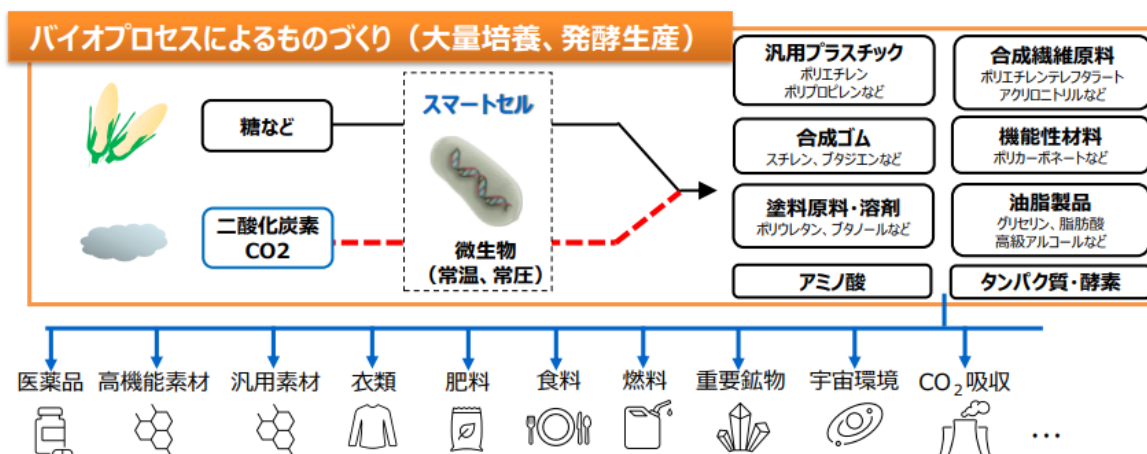 バイオプロセスによるものづくり（大量培養、発酵生産）
糖など
二酸化炭素
CO2
スマートセル
微生物
（常温、常圧）
汎用プラスチック
ポリエチレン
ポリプロピレンなど
合成繊維原料
ポリエチレンテレフタラート
アクリロニトリルなど
合成ゴム
スチレン、ブタジエンなど
機能性材料
ポリカーボネートなど
塗料原料・溶剤
ポリウレタン、ブタノールなど
油脂製品
グリセリン、脂肪酸
高級アルコールなど
アミノ酸
タンパク質・酵素
医薬品
高機能素材
汎用素材
衣類
肥料
食料
燃料
重要鉱物
宇宙環境
CO₂吸収
…